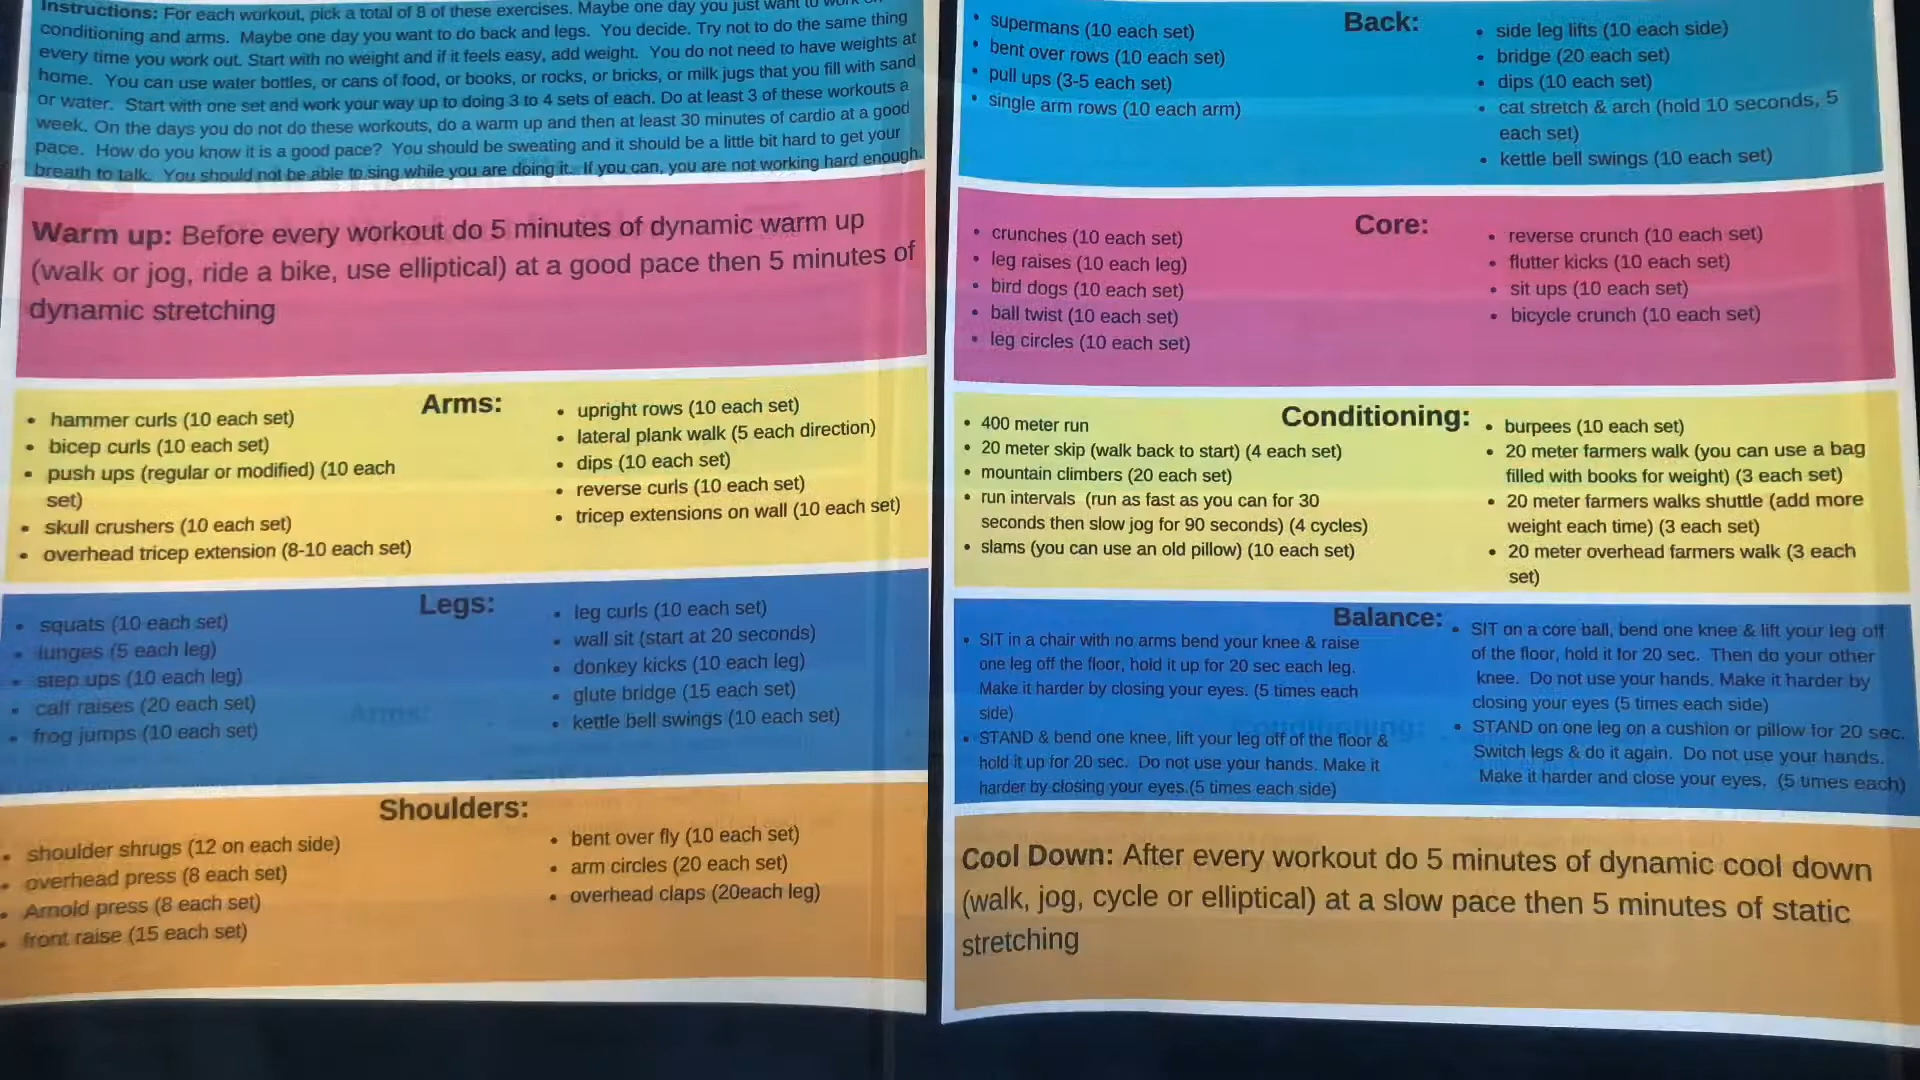 Instructions: For each workout, pick a total of 8 of these exercises. Maybe one day you just want to work on
conditioning and arms. Maybe one day you want to do back and legs. You decide. Try not to do the same thing
every time you work out. Start with no weight and if it feels easy, add weight. You do not need to have weights at
home. You can use water bottles, or cans of food, or books, or rocks, or bricks, or milk jugs that you fill with sand
or water. Start with one set and work your way up to doing 3 to 4 sets of each. Do at least 3 of these workouts a
week. On the days you do not do these workouts, do a warm up and then at least 30 minutes of cardio at a good
pace. How do you know it is a good pace? You should be sweating and it should be a little bit hard to get your
breath to talk. You should not be able to sing while you are doing it. If you can, you are not working hard enough.
Warm up: Before every workout do 5 minutes of dynamic warm up
(walk or jog, ride a bike, use elliptical) at a good pace then 5 minutes of
dynamic stretching
Arms:
• hammer curls (10 each set)
• bicep curls (10 each set)
• push ups (regular or modified) (10 each
set)
• skull crushers (10 each set)
• overhead tricep extension (8-10 each set)
• upright rows (10 each set)
• lateral plank walk (5 each direction)
• dips (10 each set)
• reverse curls (10 each set)
• tricep extensions on wall (10 each set)
Legs:
• squats (10 each set)
• lunges (5 each leg)
• step ups (10 each leg)
• calf raises (20 each set)
• frog jumps (10 each set)
• leg curls (10 each set)
• wall sit (start at 20 seconds)
• donkey kicks (10 each leg)
• glute bridge (15 each set)
• kettle bell swings (10 each set)
Shoulders:
• shoulder shrugs (12 on each side)
• overhead press (8 each set)
• Arnold press (8 each set)
• front raise (15 each set)
• bent over fly (10 each set)
• arm circles (20 each set)
• overhead claps (20each leg)
Back:
• supermans (10 each set)
• bent over rows (10 each set)
• pull ups (3-5 each set)
• single arm rows (10 each arm)
• side leg lifts (10 each side)
• bridge (20 each set)
• dips (10 each set)
• cat stretch & arch (hold 10 seconds, 5
each set)
• kettle bell swings (10 each set)
Core:
• crunches (10 each set)
• leg raises (10 each leg)
• bird dogs (10 each set)
• ball twist (10 each set)
• leg circles (10 each set)
• reverse crunch (10 each set)
• flutter kicks (10 each set)
• sit ups (10 each set)
• bicycle crunch (10 each set)
Conditioning:
• 400 meter run
• 20 meter skip (walk back to start) (4 each set)
• mountain climbers (20 each set)
• run intervals (run as fast as you can for 30
seconds then slow jog for 90 seconds) (4 cycles)
• slams (you can use an old pillow) (10 each set)
• burpees (10 each set)
• 20 meter farmers walk (you can use a bag
filled with books for weight) (3 each set)
• 20 meter farmers walks shuttle (add more
weight each time) (3 each set)
• 20 meter overhead farmers walk (3 each
set)
Balance:
• SIT in a chair with no arms bend your knee & raise
one leg off the floor, hold it up for 20 sec each leg.
Make it harder by closing your eyes. (5 times each
side)
• STAND & bend one knee, lift your leg off of the floor &
hold it up for 20 sec. Do not use your hands. Make it
harder by closing your eyes.(5 times each side)
• SIT on a core ball, bend one knee & lift your leg off
of the floor, hold it for 20 sec. Then do your other
knee. Do not use your hands. Make it harder by
closing your eyes (5 times each side)
• STAND on one leg on a cushion or pillow for 20 sec.
Switch legs & do it again. Do not use your hands.
Make it harder and close your eyes. (5 times each)
Cool Down: After every workout do 5 minutes of dynamic cool down
(walk, jog, cycle or elliptical) at a slow pace then 5 minutes of static
stretching